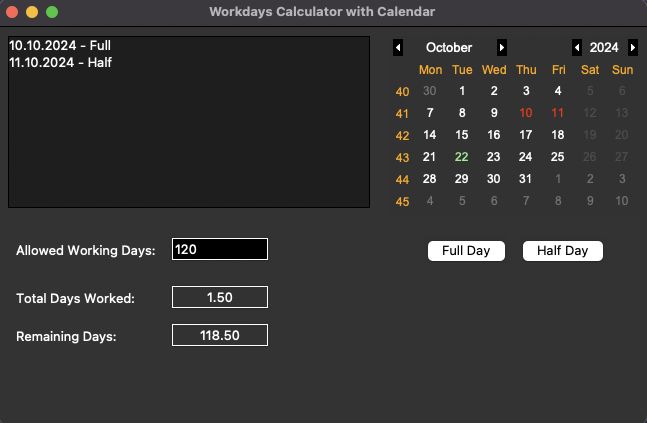 Workdays Calculator with Calendar
10.10.2024 - Full
11.10.2024 - Half
October 2024
Mon Tue Wed Thu Fri Sat Sun
40 30 1 2 3 4 5 6
41 7 8 9 10 11 12 13
42 14 15 16 17 18 19 20
43 21 22 23 24 25 26 27
44 28 29 30 31 1 2 3
45 4 5 6 7 8 9 10
Allowed Working Days: 120
Full Day Half Day
Total Days Worked: 1.50
Remaining Days: 118.50